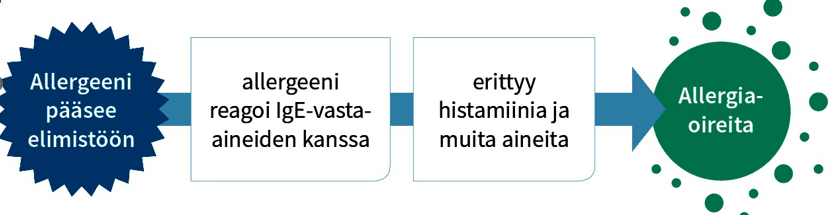 Allergeeni
pääsee
elimistöön
allergeeni
reagoi IgE-vasta-
aineiden kanssa
erittyy
histamiinia ja
muita aineita
Allergia-
oireita